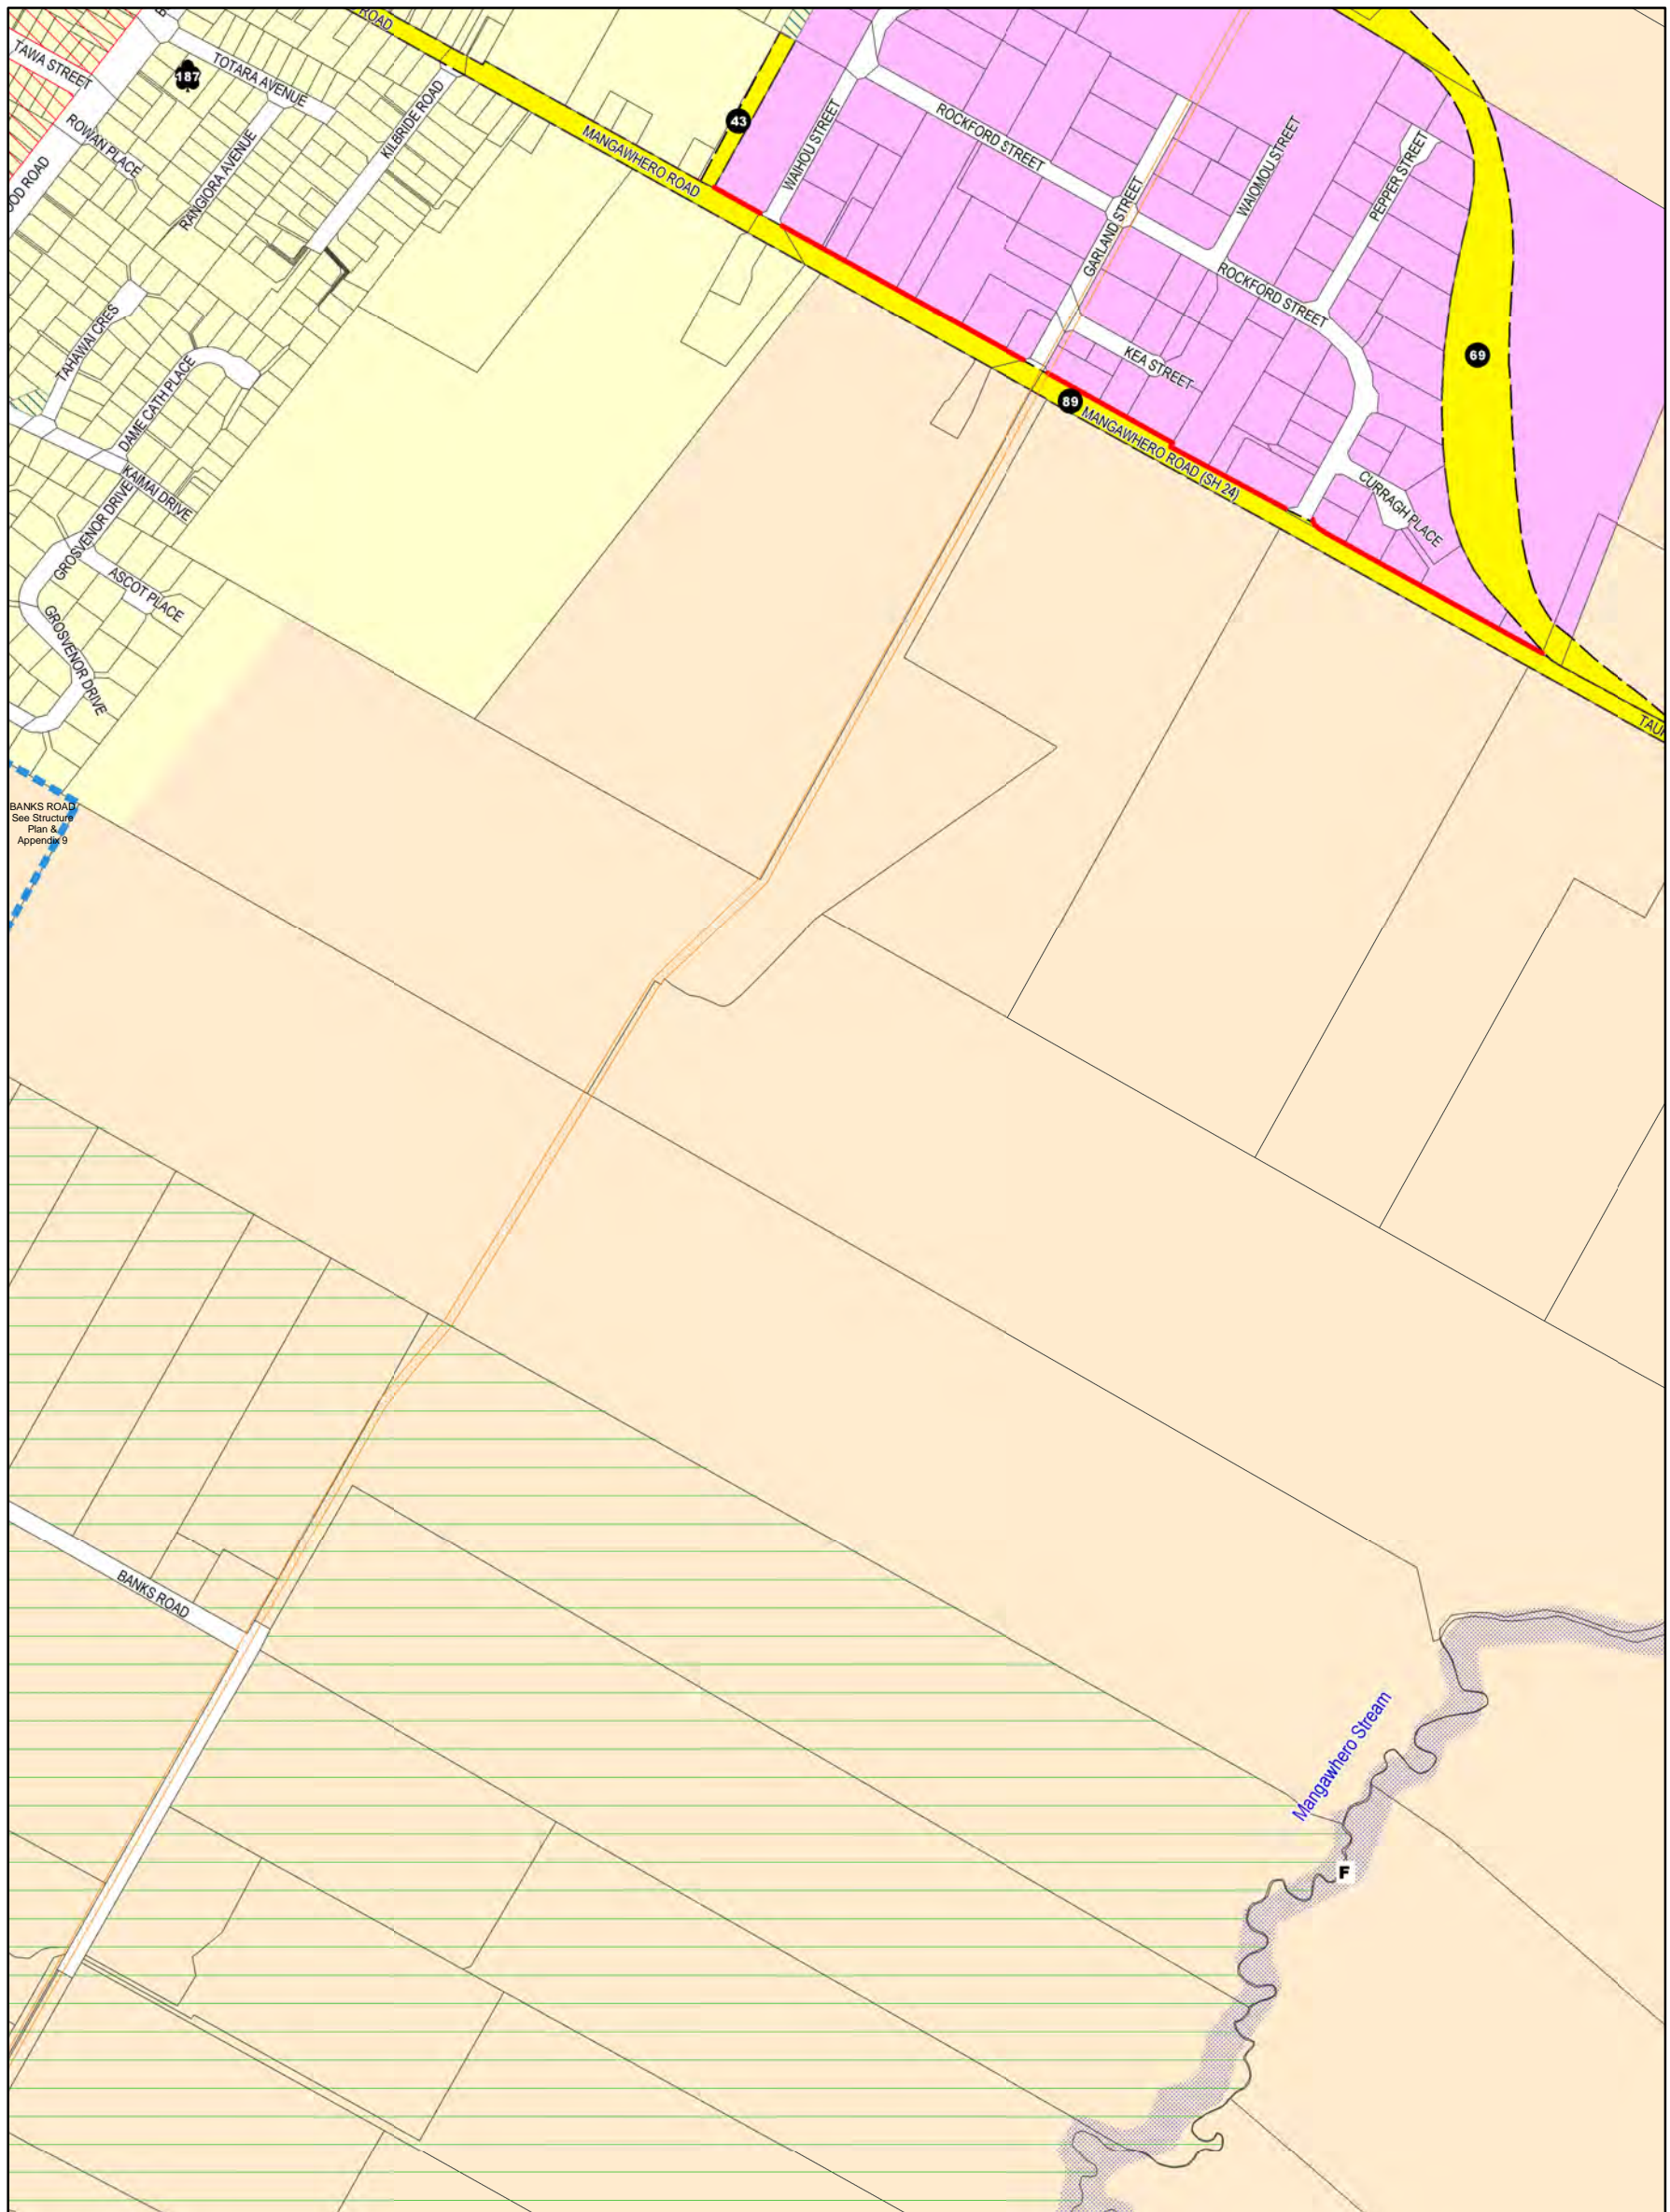 ROAD
TAWA STREET
187
TOTARA AVENUE
ROWAN PLACE
RANGIORA AVENUE
KILBRIDE ROAD
OOD ROAD
MANGAWHERO ROAD
43
WAIHOU STREET
ROCKFORD STREET
GARLAND STREET
WAIOMOU STREET
PEPPER STREET
ROCKFORD STREET
KEA STREET
69
89
MANGAWHERO ROAD (SH 24)
CURRAGH PLACE
TAHAWAI CRES
DAME CATH PLACE
KAIMAI DRIVE
GROSVENOR DRIVE
ASCOT PLACE
GROSVENOR DRIVE
TAU
BANKS ROAD
See Structure
Plan &
Appendix 9
BANKS ROAD
Mangawhero Stream
F